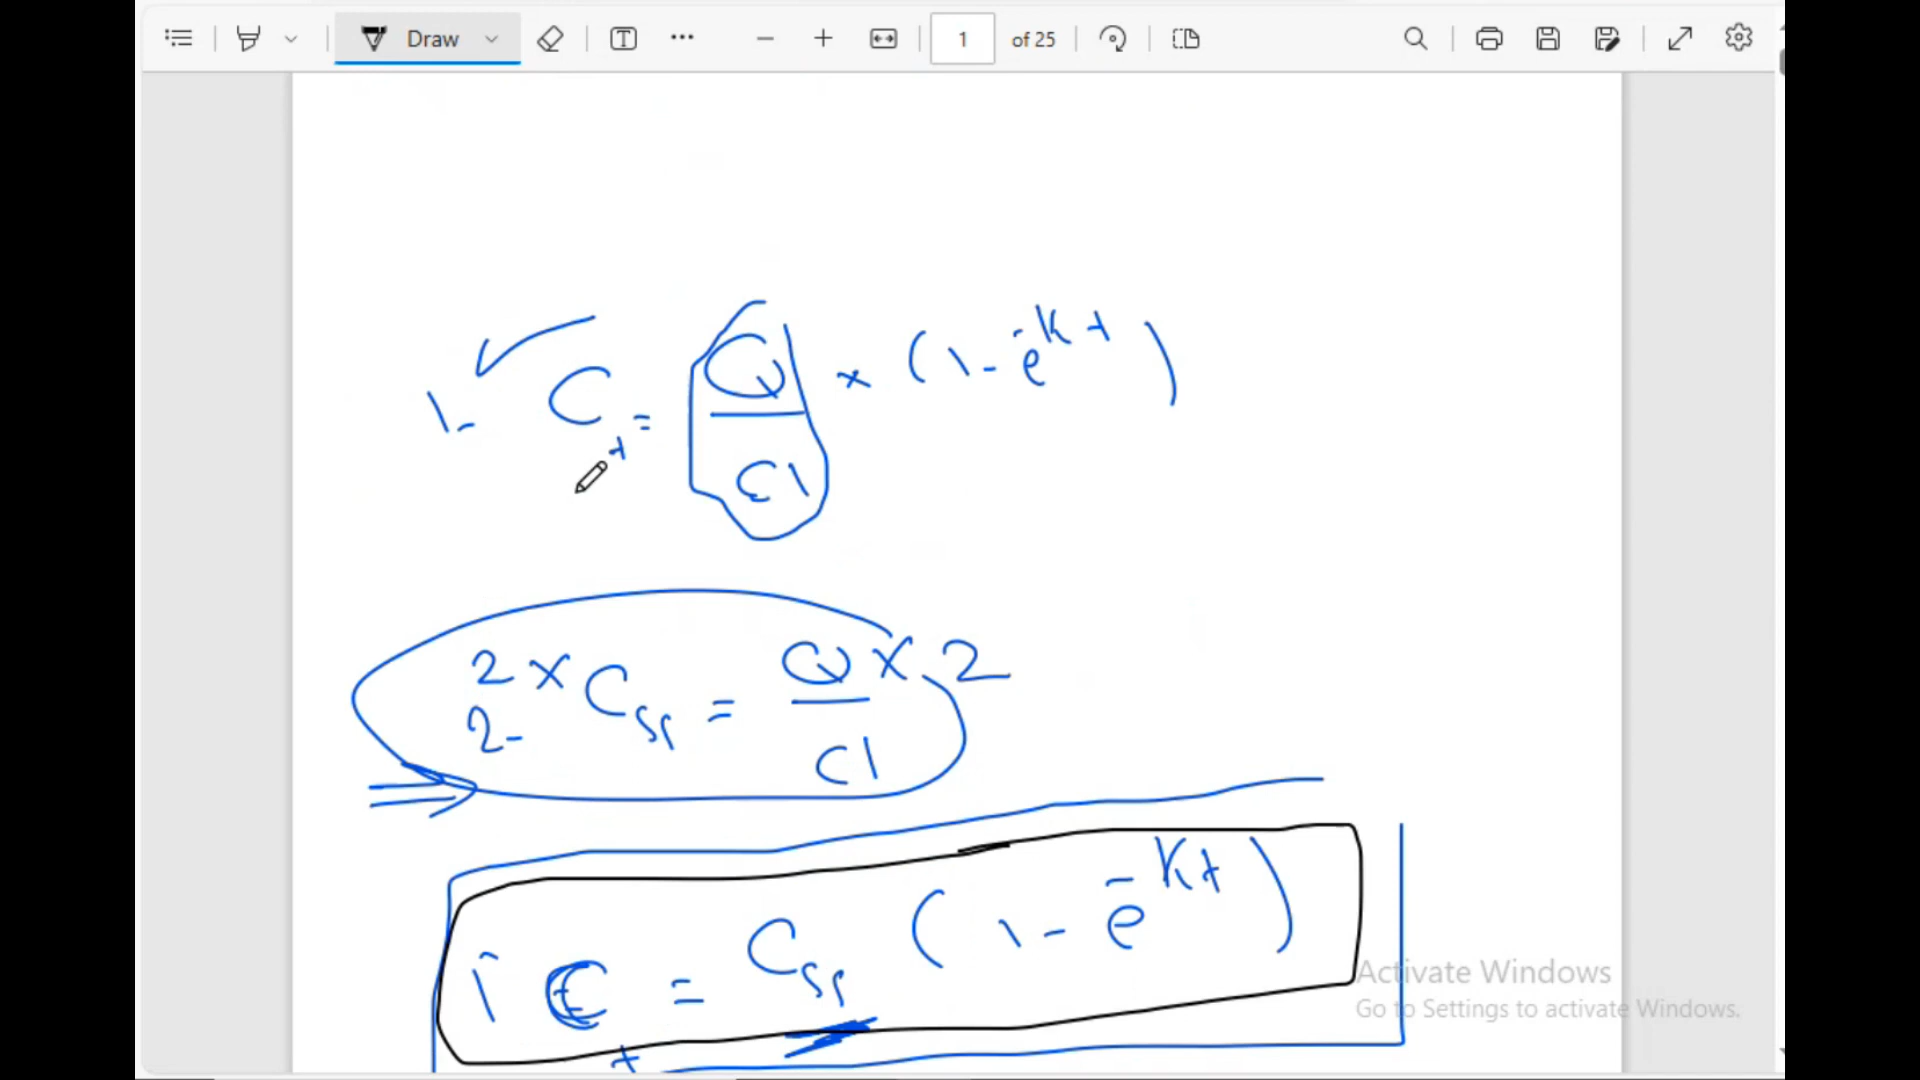 Draw 1 of 25
1- Ct = Q/Cl × (1 - e^-kt)
2 × Css = Q/Cl × 2
2-
Ct = Css (1 - e^-kt)
Activate Windows
Go to Settings to activate Windows.